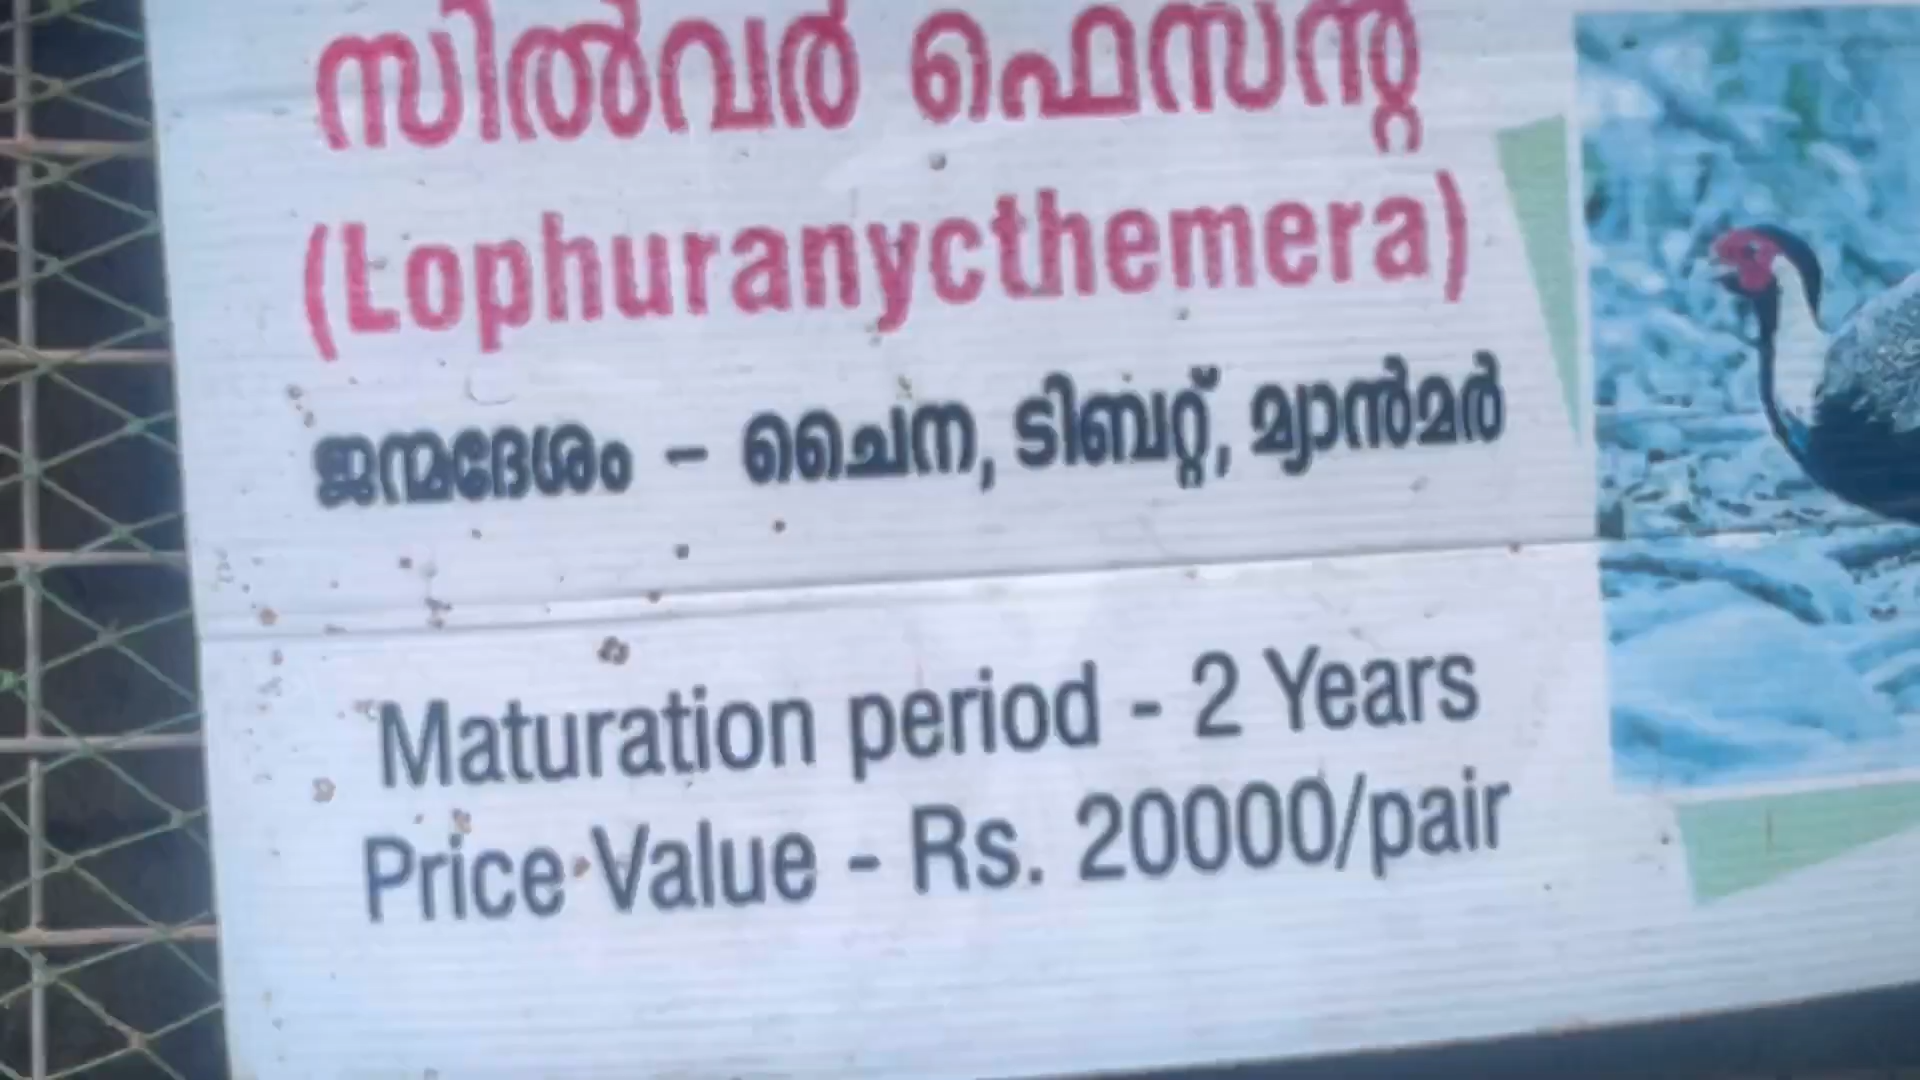 സിൽവർ ഫെസന്റ്
(Lophuranycthemera)
ജന്മദേശം – ചൈന, ടിബറ്റ്, മ്യാൻമർ
Maturation period - 2 Years
Price Value - Rs. 20000/pair